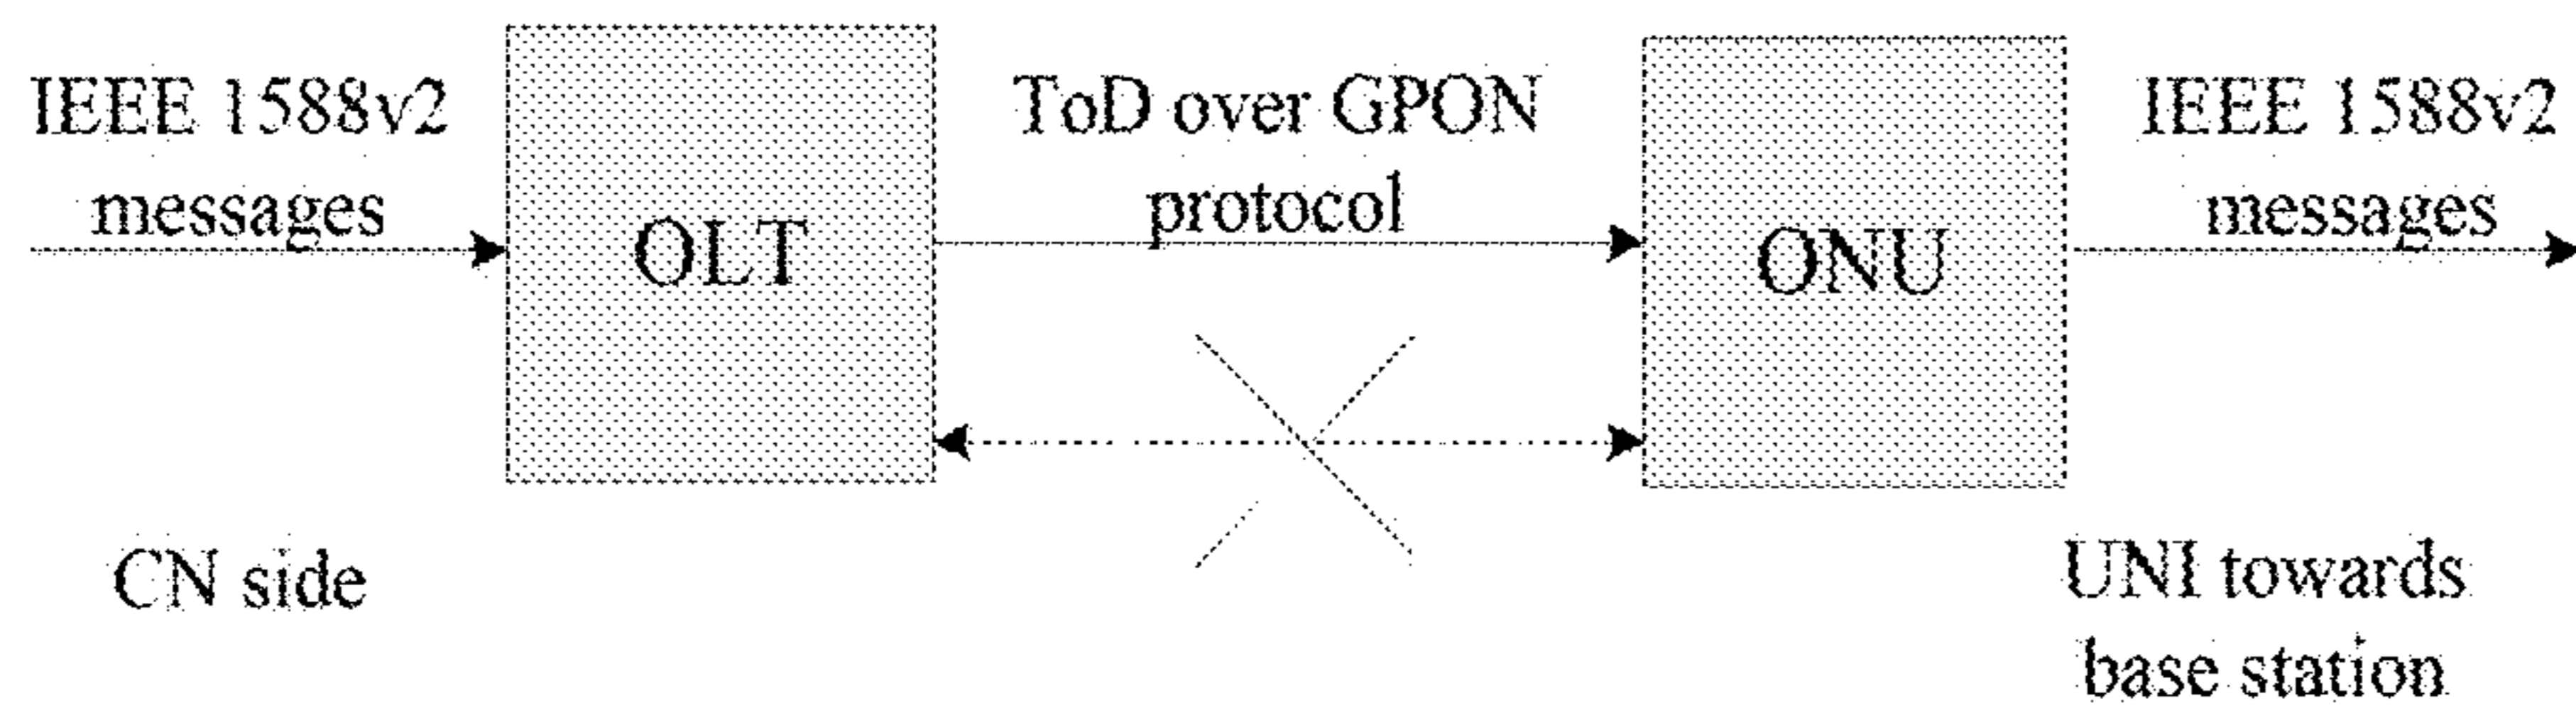 IEEE 1588v2
messages
OLT
ToD over GPON
protocol
ONU
IEEE 1588v2
messages
CN side
UNI towards
base station